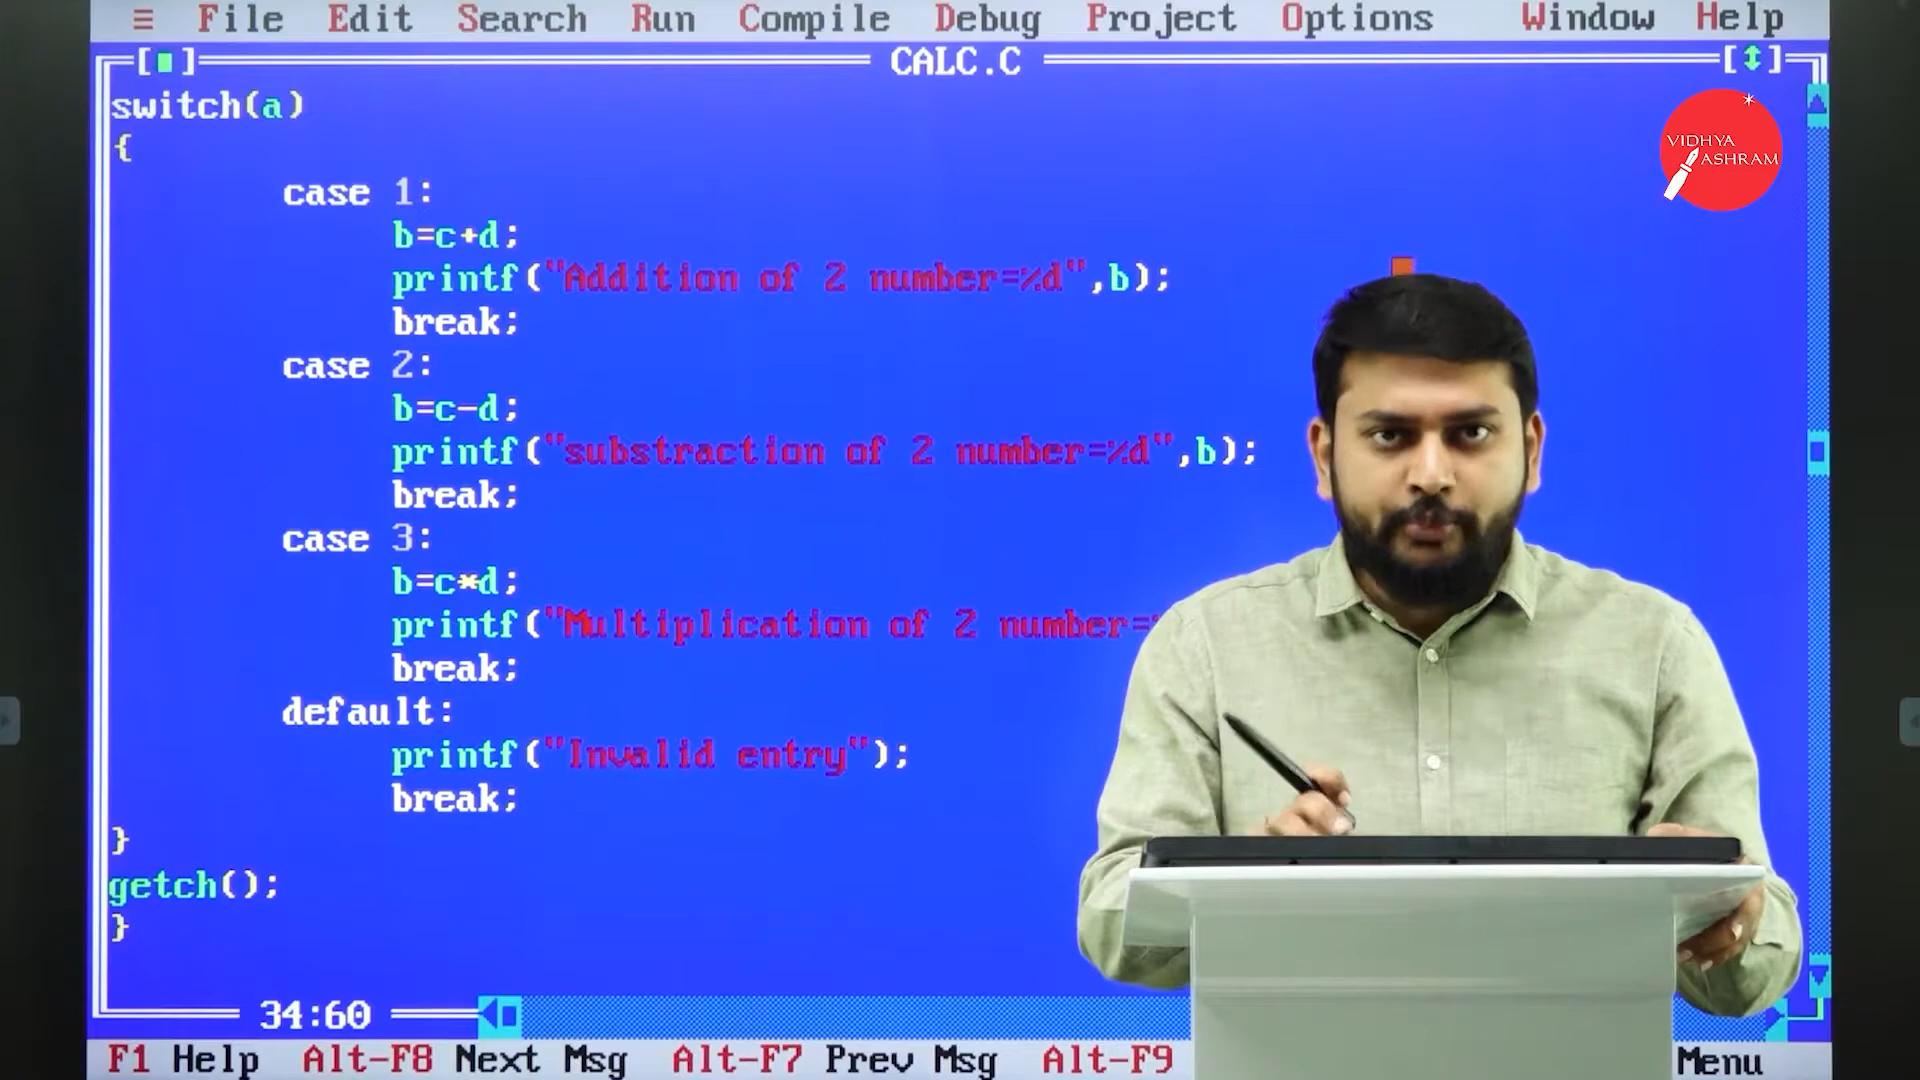 ≡ File Edit Search Run Compile Debug Project Options Window Help
CALC.C
switch(a)
{
case 1:
b=c+d;
printf("Addition of 2 number=%d",b);
break;
case 2:
b=c-d;
printf("substraction of 2 number=%d",b);
break;
case 3:
b=c*d;
printf("Multiplication of 2 number=
break;
default:
printf("Invalid entry");
break;
}
getch();
}
34:60
F1 Help Alt-F8 Next Msg Alt-F7 Prev Msg Alt-F9 Menu
VIDHYA
ASHRAM